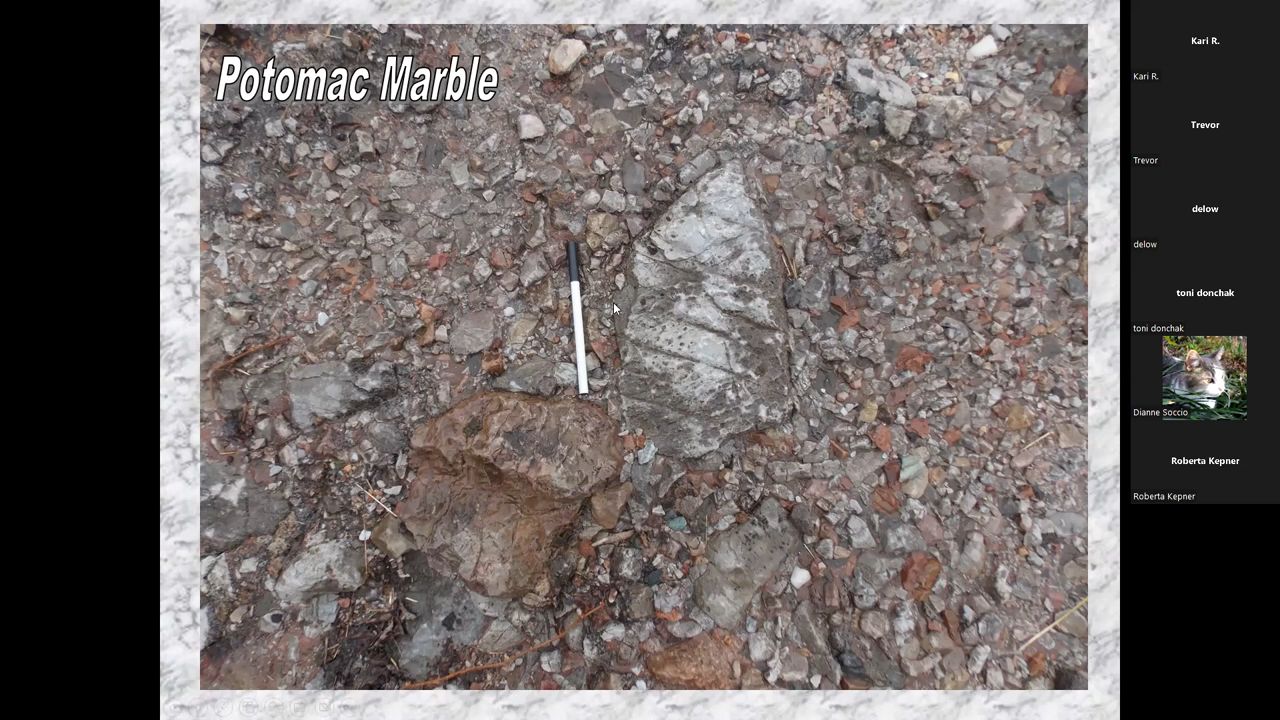 Potomac Marble
Kari R.
Kari R.
Trevor
Trevor
delow
delow
toni donchak
toni donchak
Dianne Soccio
Roberta Kepner
Roberta Kepner